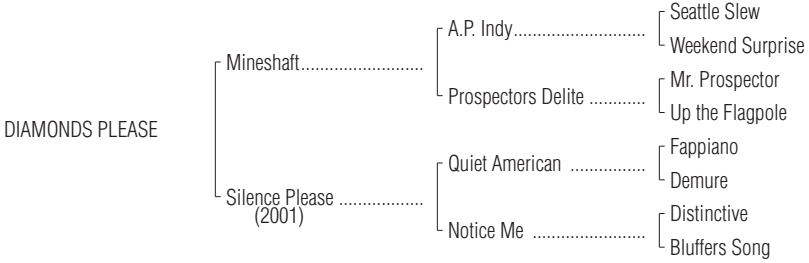 Seattle Slew
A.P. Indy............................
Weekend Surprise
Mineshaft..........................
Mr. Prospector
Prospectors Delite ............
Up the Flagpole
DIAMONDS PLEASE
Fappiano
Quiet American ................
Demure
Silence Please ..................
(2001)
Distinctive
Notice Me ........................
Bluffers Song